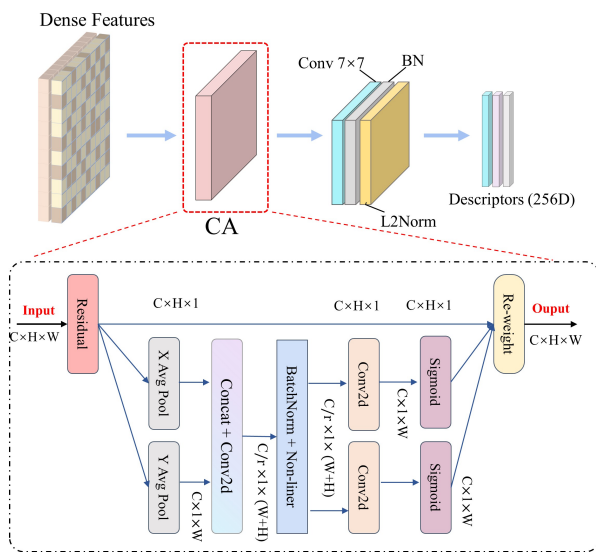 Dense Features
Conv 7×7
BN
L2Norm
Descriptors (256D)
CA
Input
C×H×W
Residual
C×H×1
C×H×1
C×H×1
Re-weight
Ouput
C×H×W
X Avg Pool
Y Avg Pool
C×1×W
Concat + Conv2d
C/r ×1× (W+H)
BatchNorm + Non-liner
C/r ×1× (W+H)
Conv2d
Conv2d
C×1×W
Sigmoid
Sigmoid
C×1×W